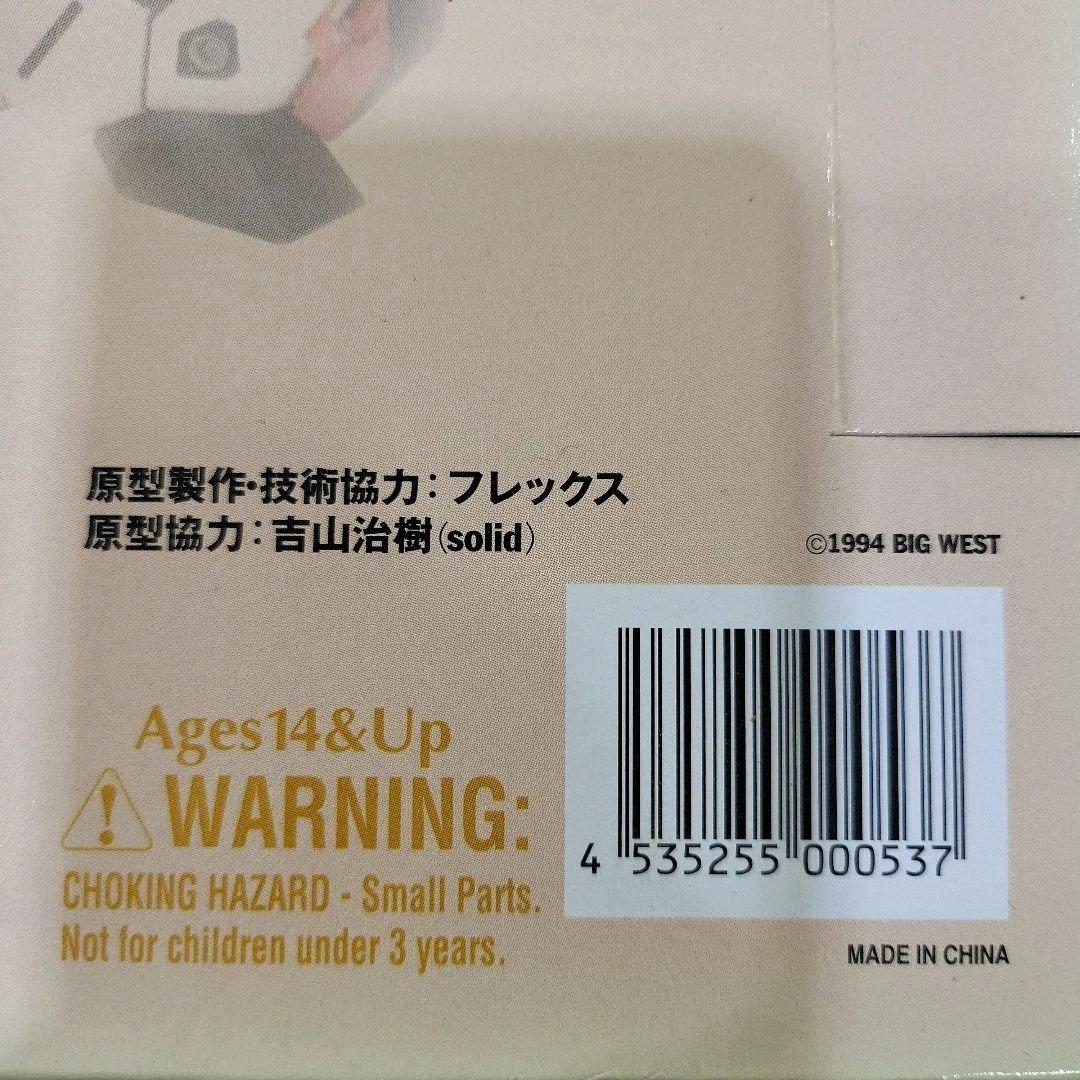 原型製作・技術協力：フレックス
原型協力：吉山治樹(solid)
©1994 BIG WEST
Ages14&Up
WARNING:
CHOKING HAZARD - Small Parts.
Not for children under 3 years.
4 535255 000537
MADE IN CHINA